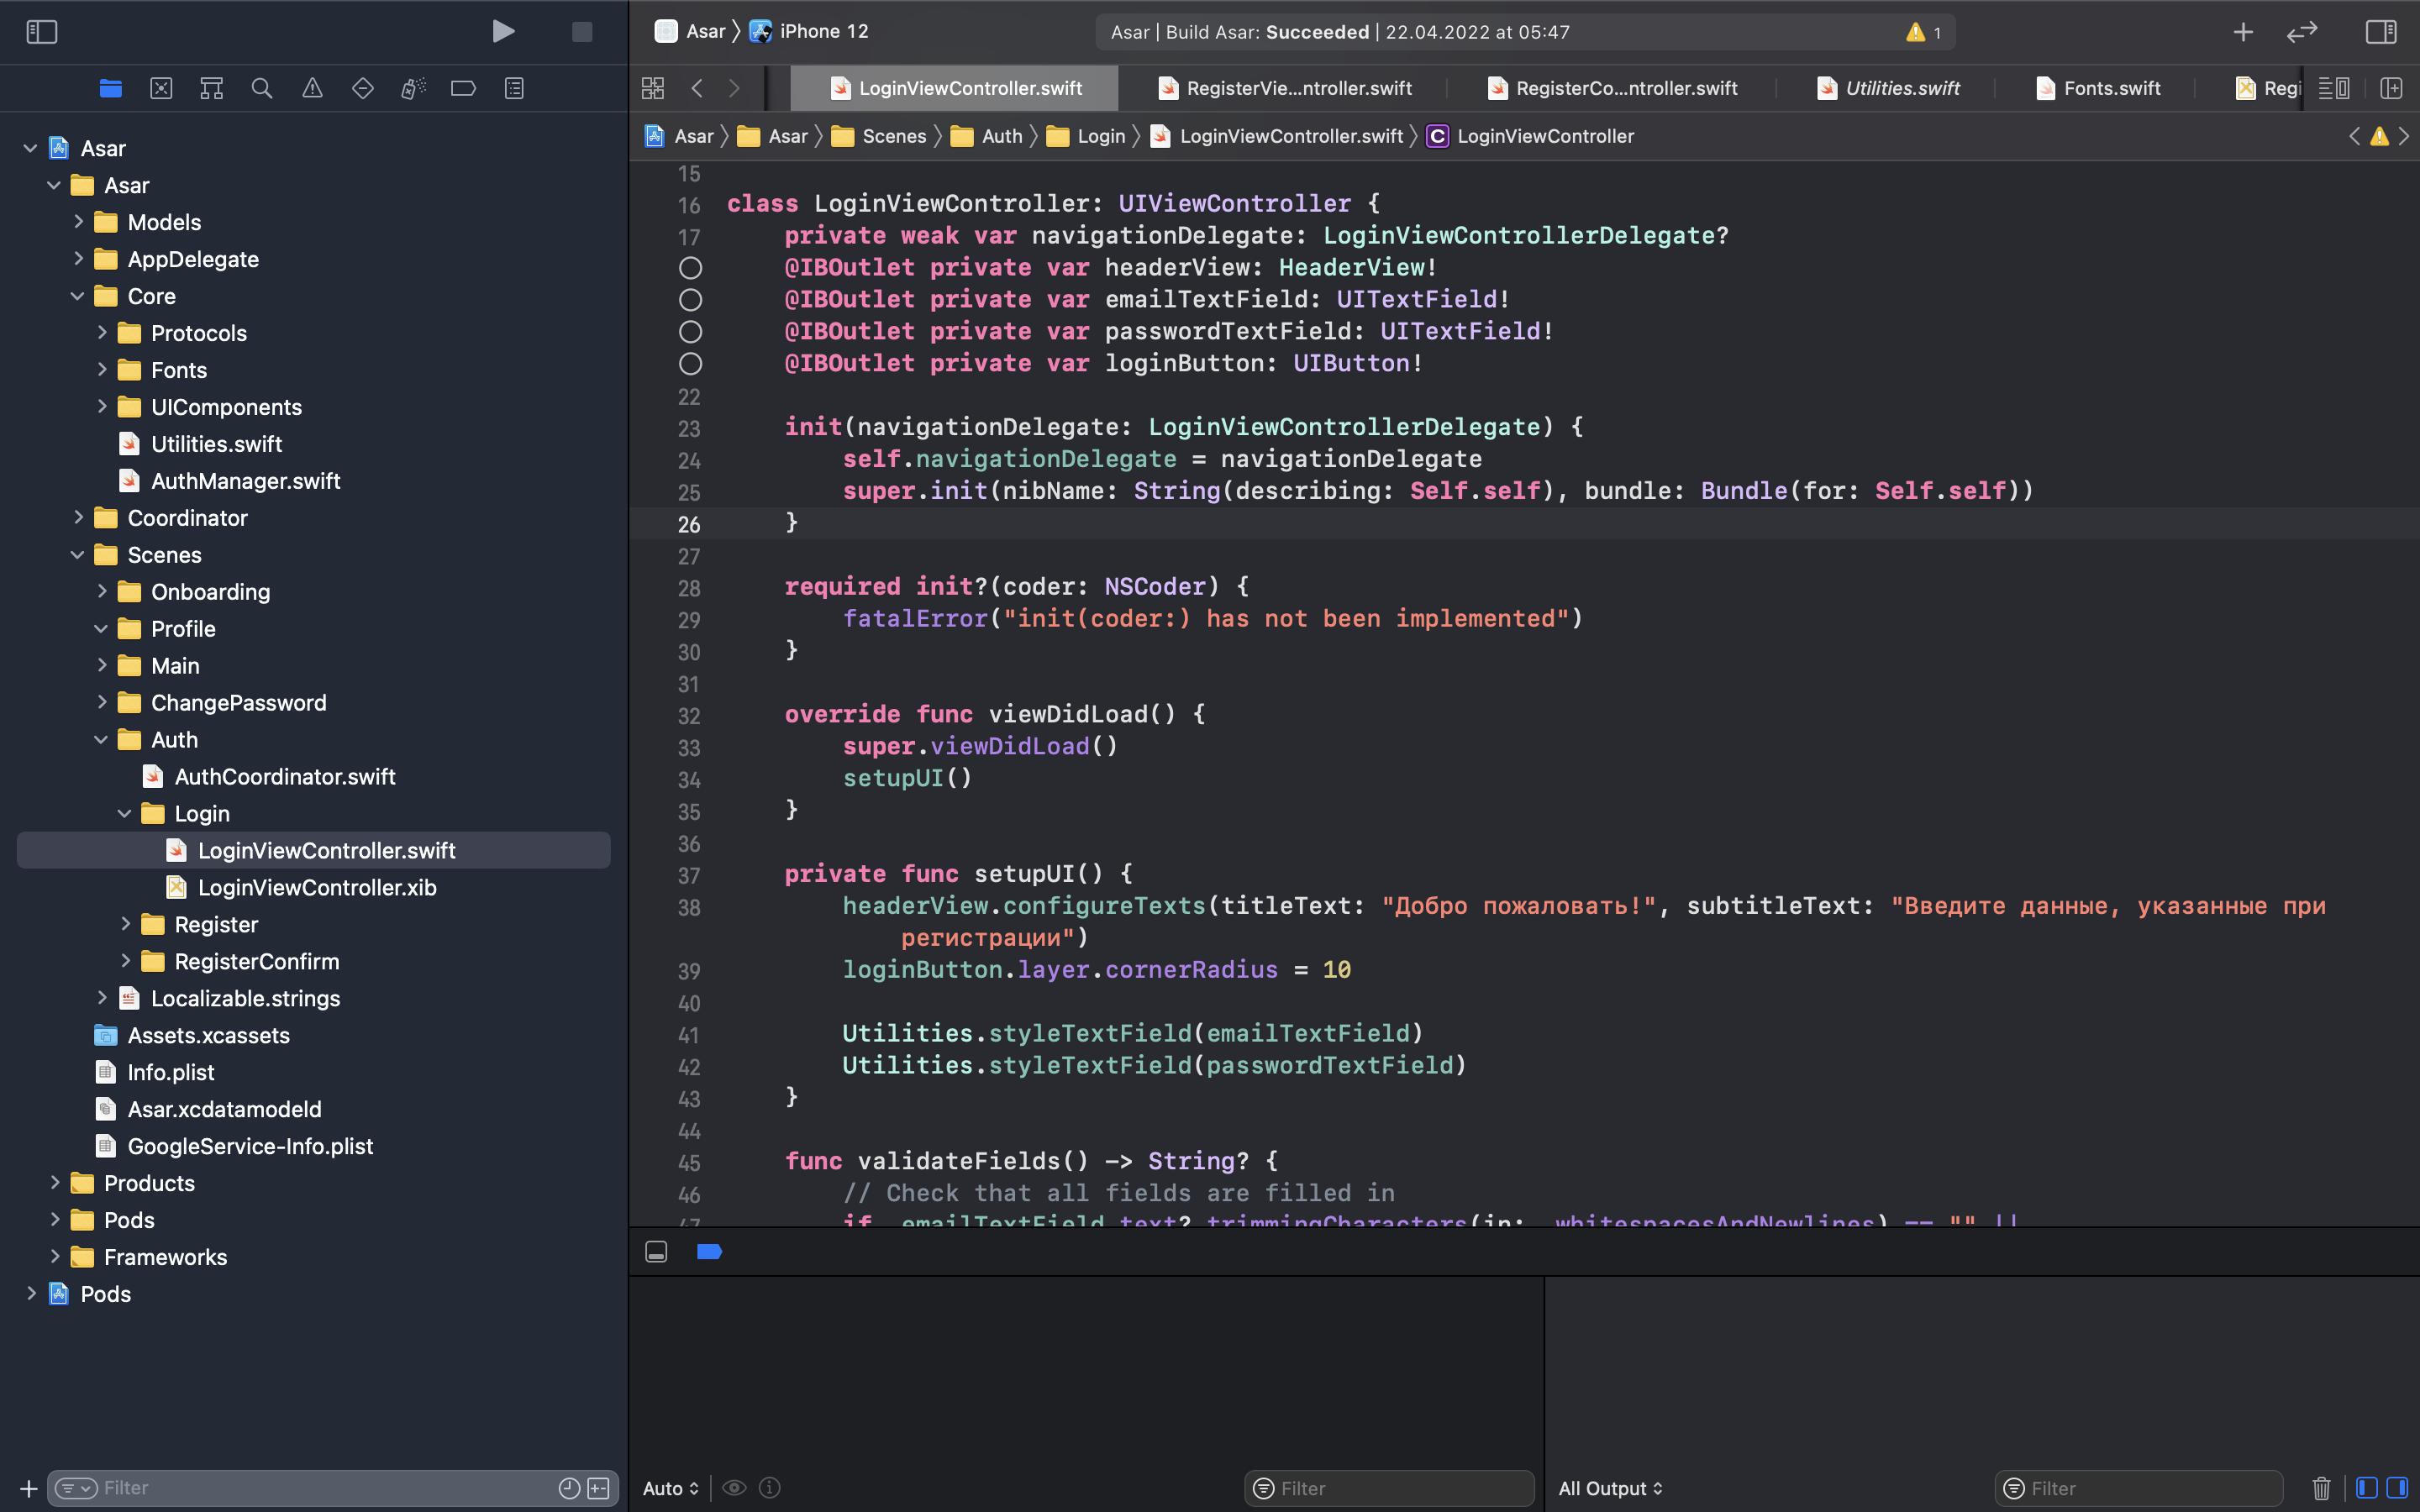 Asar 〉 iPhone 12
Asar | Build Asar: Succeeded | 22.04.2022 at 05:47
1
LoginViewController.swift
RegisterVie...ntroller.swift
RegisterCo...ntroller.swift
Utilities.swift
Fonts.swift
Regi
Asar 〉 Asar 〉 Scenes 〉 Auth 〉 Login 〉 LoginViewController.swift 〉 C LoginViewController
Asar
Asar
Models
AppDelegate
Core
Protocols
Fonts
UIComponents
Utilities.swift
AuthManager.swift
Coordinator
Scenes
Onboarding
Profile
Main
ChangePassword
Auth
AuthCoordinator.swift
Login
LoginViewController.swift
LoginViewController.xib
Register
RegisterConfirm
Localizable.strings
Assets.xcassets
Info.plist
Asar.xcdatamodeld
GoogleService-Info.plist
Products
Pods
Frameworks
Pods
Filter
15
16 class LoginViewController: UIViewController {
17 private weak var navigationDelegate: LoginViewControllerDelegate?
@IBOutlet private var headerView: HeaderView!
@IBOutlet private var emailTextField: UITextField!
@IBOutlet private var passwordTextField: UITextField!
@IBOutlet private var loginButton: UIButton!
22
23 init(navigationDelegate: LoginViewControllerDelegate) {
24 self.navigationDelegate = navigationDelegate
25 super.init(nibName: String(describing: Self.self), bundle: Bundle(for: Self.self))
26 }
27
28 required init?(coder: NSCoder) {
29 fatalError("init(coder:) has not been implemented")
30 }
31
32 override func viewDidLoad() {
33 super.viewDidLoad()
34 setupUI()
35 }
36
37 private func setupUI() {
38 headerView.configureTexts(titleText: "Добро пожаловать!", subtitleText: "Введите данные, указанные при
регистрации")
39 loginButton.layer.cornerRadius = 10
40
41 Utilities.styleTextField(emailTextField)
42 Utilities.styleTextField(passwordTextField)
43 }
44
45 func validateFields() -> String? {
46 // Check that all fields are filled in
47 if emailTextField.text?.trimmingCharacters(in: .whitespacesAndNewlines) == "" ||
Auto
Filter
All Output
Filter